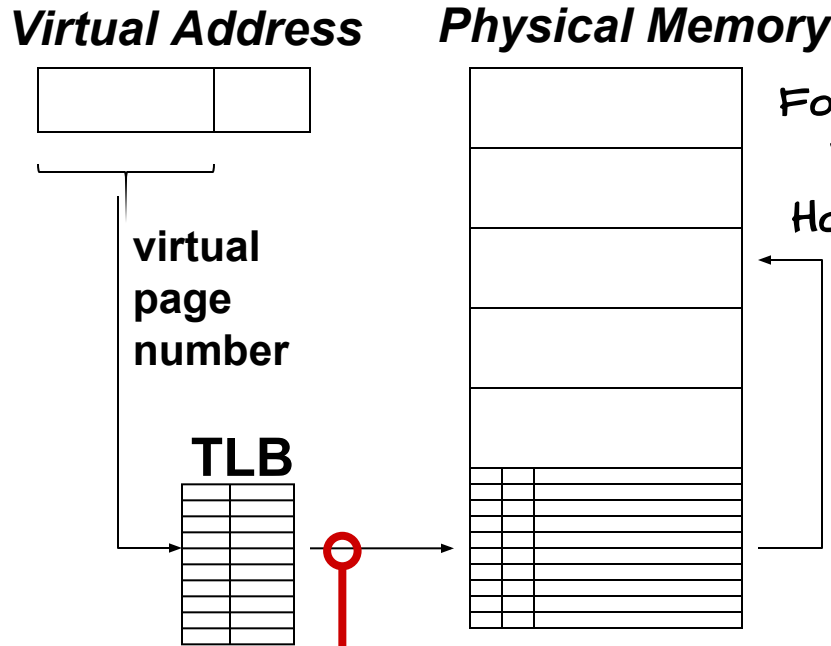 Virtual Address
Physical Memory
virtual
page
number
TLB